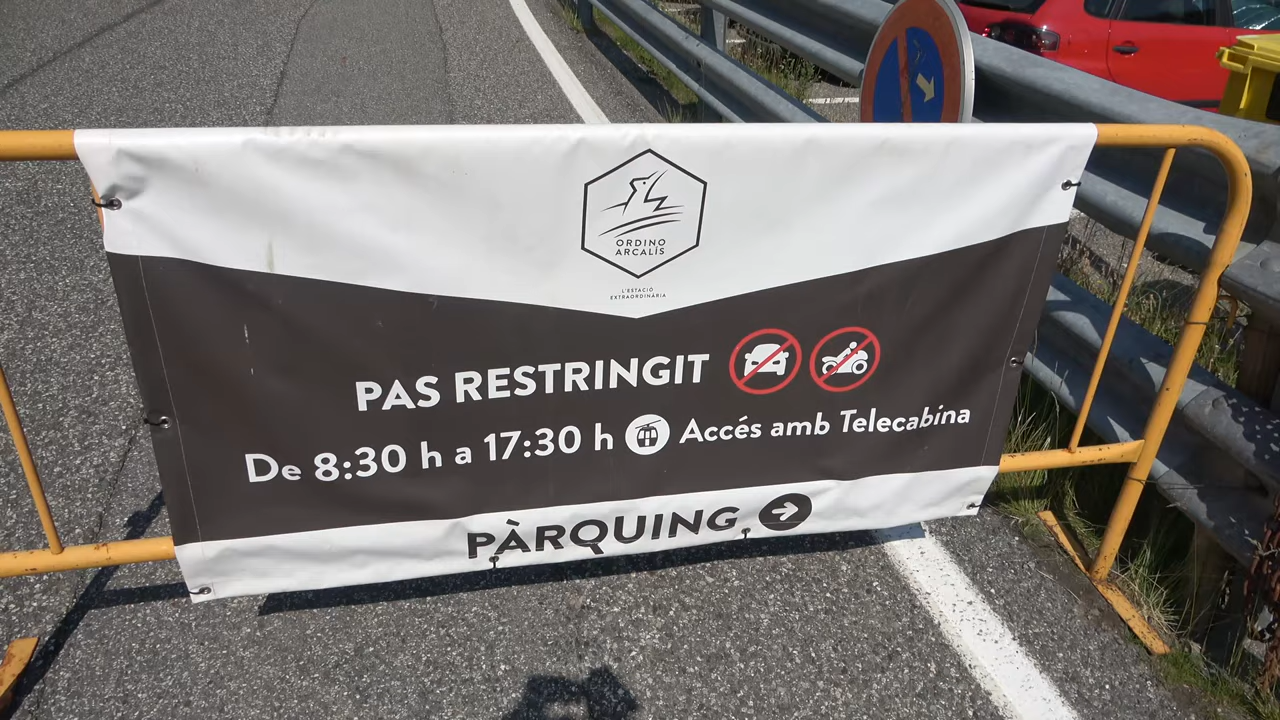 ORDINO
ARCALÍS
L'ESTACIÓ
EXTRAORDINÀRIA
PAS RESTRINGIT
De 8:30 h a 17:30 h Accés amb Telecabina
PÀRQUING